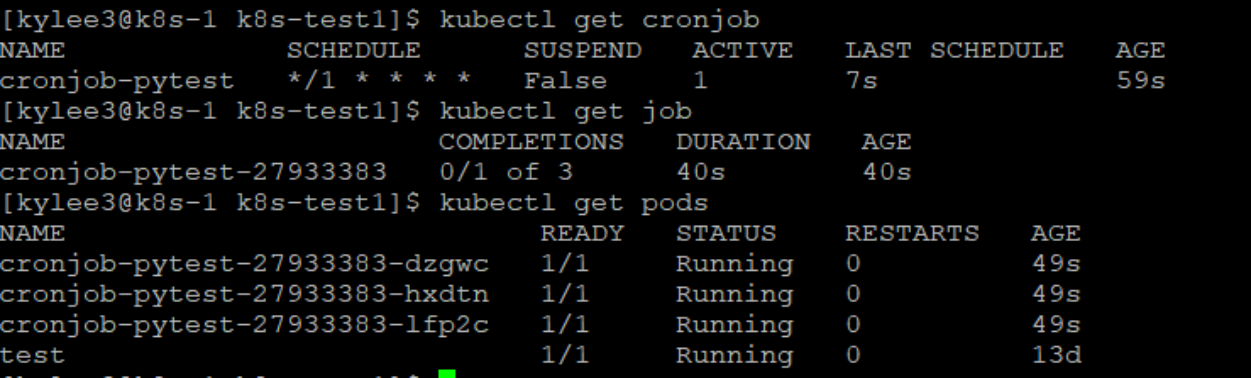 [kylee3@k8s-1 k8s-test1]$ kubectl get cronjob
NAME SCHEDULE SUSPEND ACTIVE LAST SCHEDULE AGE
cronjob-pytest */1 * * * * False 1 7s 59s
[kylee3@k8s-1 k8s-test1]$ kubectl get job
NAME COMPLETIONS DURATION AGE
cronjob-pytest-27933383 0/1 of 3 40s 40s
[kylee3@k8s-1 k8s-test1]$ kubectl get pods
NAME READY STATUS RESTARTS AGE
cronjob-pytest-27933383-dzgwc 1/1 Running 0 49s
cronjob-pytest-27933383-hxdtn 1/1 Running 0 49s
cronjob-pytest-27933383-lfp2c 1/1 Running 0 49s
test 1/1 Running 0 13d